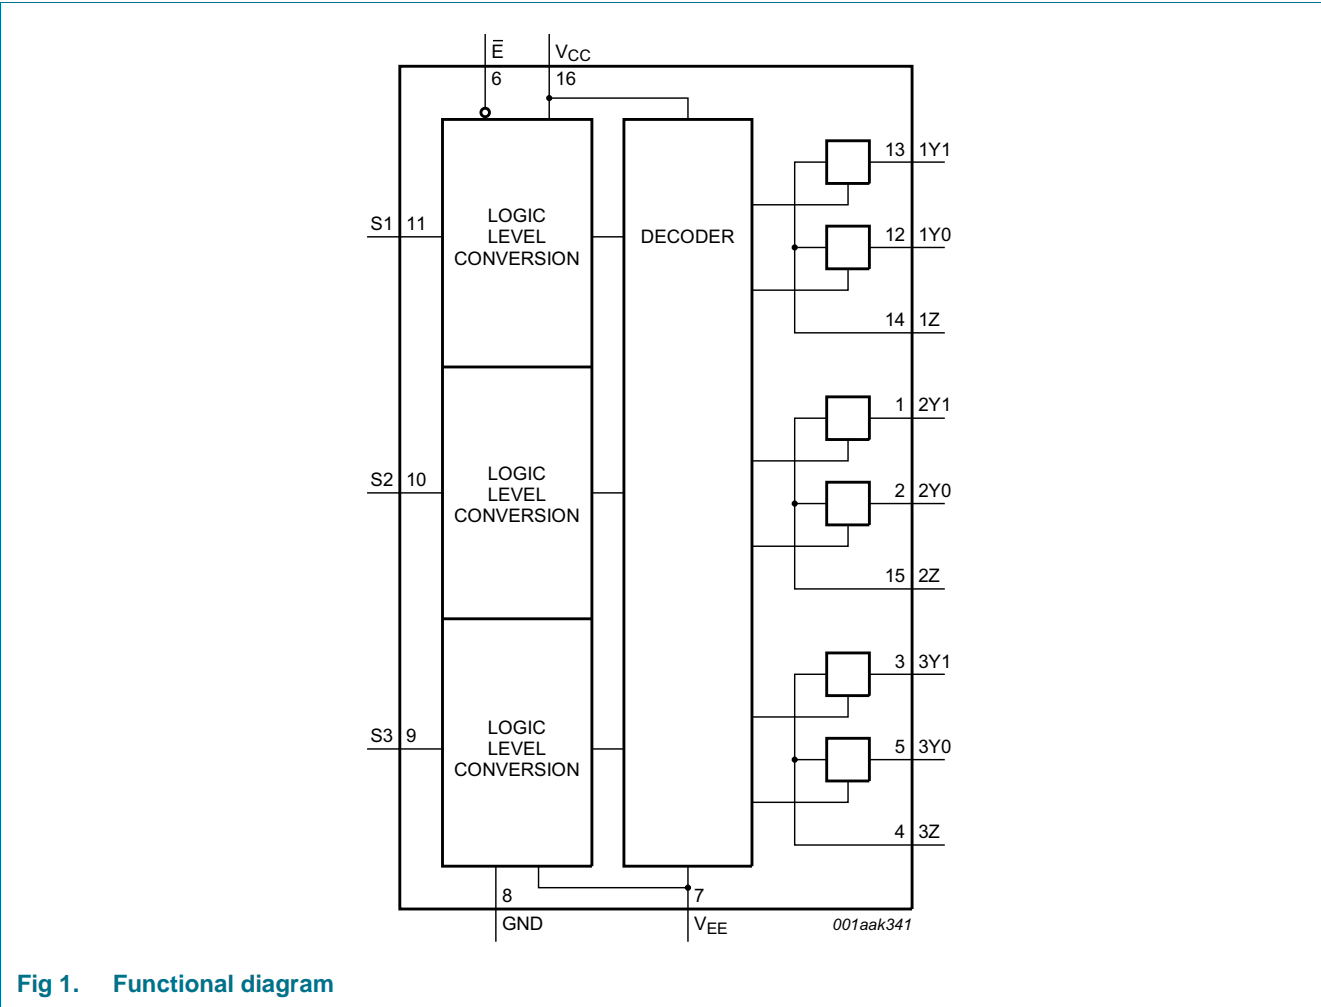 E̅ VCC
6 16
13 1Y1
S1 11
LOGIC
LEVEL
CONVERSION
DECODER
12 1Y0
14 1Z
1 2Y1
S2 10
LOGIC
LEVEL
CONVERSION
2 2Y0
15 2Z
3 3Y1
S3 9
LOGIC
LEVEL
CONVERSION
5 3Y0
4 3Z
8 7
GND VEE 001aak341
Fig 1. Functional diagram